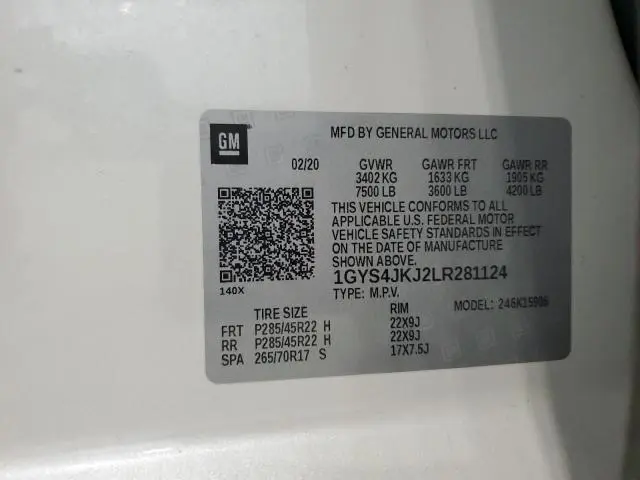 GM
MFD BY GENERAL MOTORS LLC
02/20 GVWR GAWR FRT GAWR RR
3402 KG 1633 KG 1905 KG
7500 LB 3600 LB 4200 LB
THIS VEHICLE CONFORMS TO ALL
APPLICABLE U.S. FEDERAL MOTOR
VEHICLE SAFETY STANDARDS IN EFFECT
ON THE DATE OF MANUFACTURE
SHOWN ABOVE.
1GYS4JKJ2LR281124
140X
TYPE: M.P.V.
MODEL: 246K15906
TIRE SIZE RIM
FRT P285/45R22 H 22X9J
RR P285/45R22 H 22X9J
SPA 265/70R17 S 17X7.5J